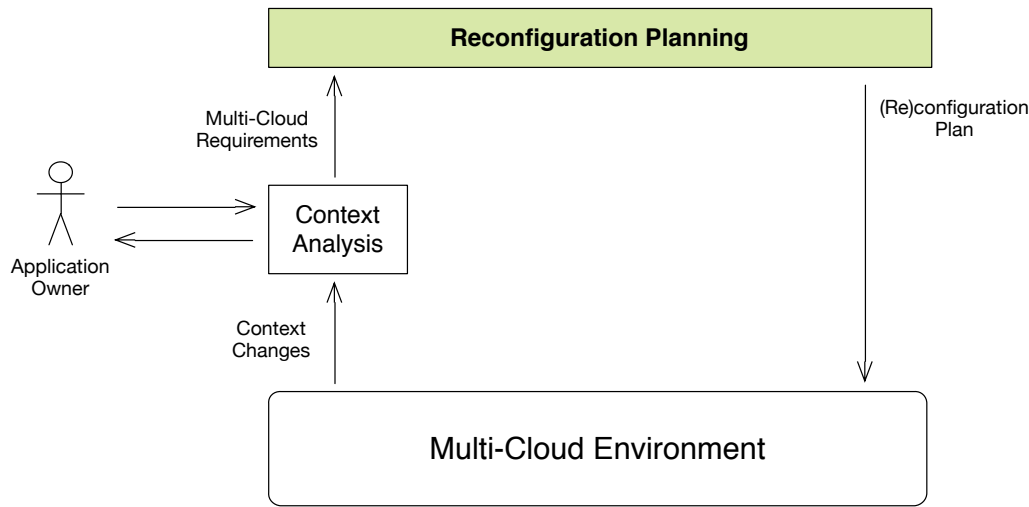 Reconfiguration Planning
Multi-Cloud
Requirements
(Re)configuration
Plan
Context
Analysis
Application
Owner
Context
Changes
Multi-Cloud Environment